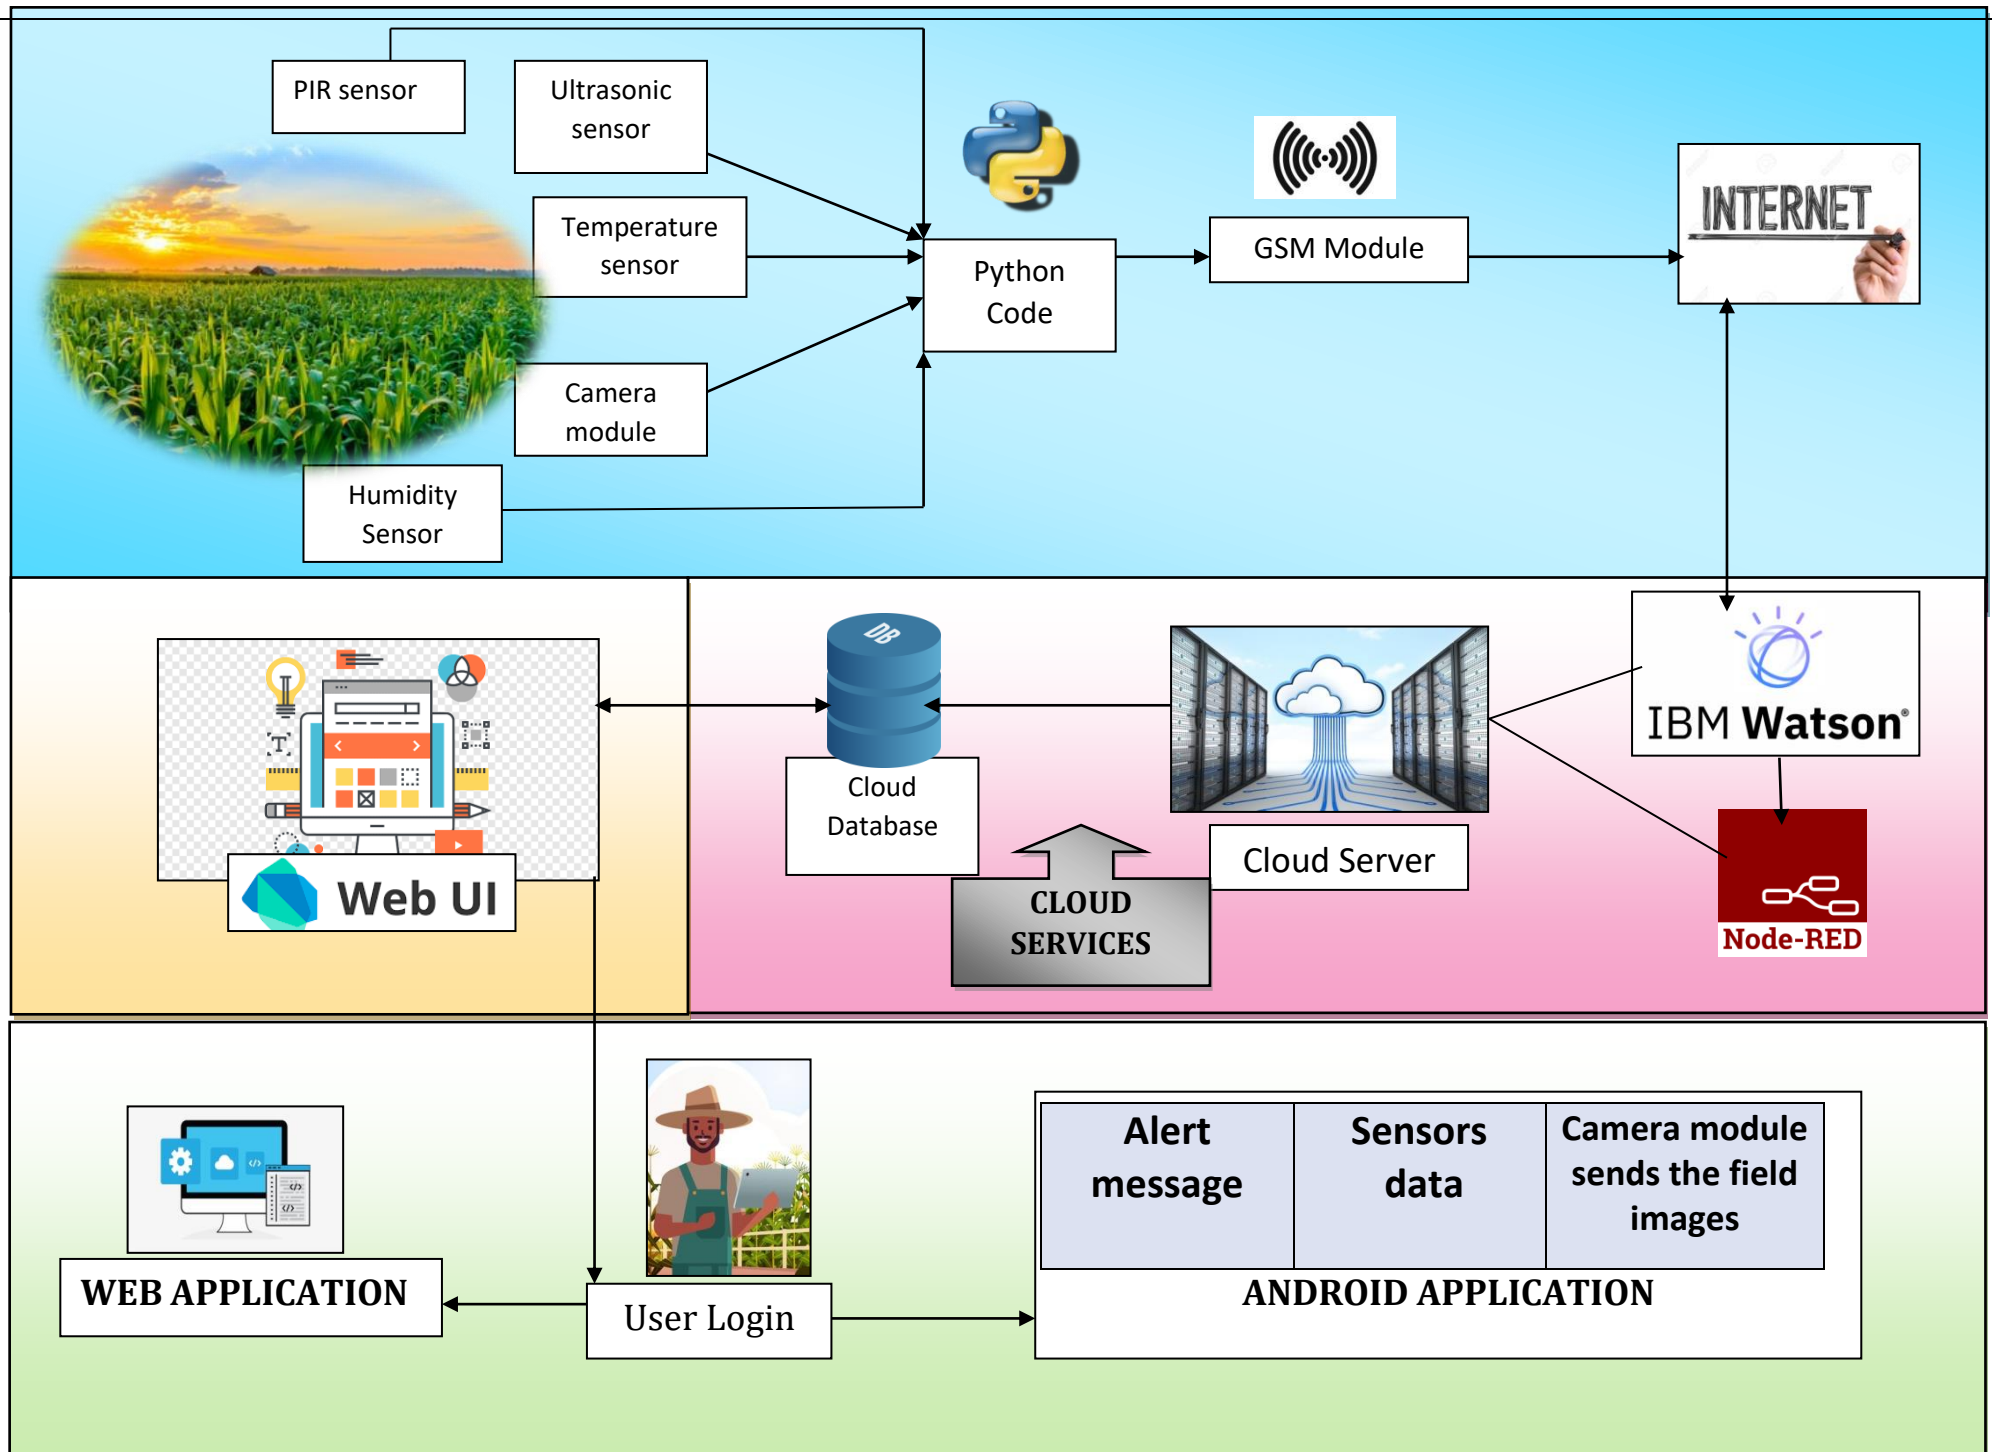 PIR sensor
Ultrasonic
sensor
Temperature
sensor
Camera
module
Humidity
Sensor
Python
Code
GSM Module
INTERNET
DB
Cloud
Database
Cloud Server
CLOUD
SERVICES
IBM Watson®
Node-RED
T
Web UI
WEB APPLICATION
User Login
Alert
message
Sensors
data
Camera module
sends the field
images
ANDROID APPLICATION